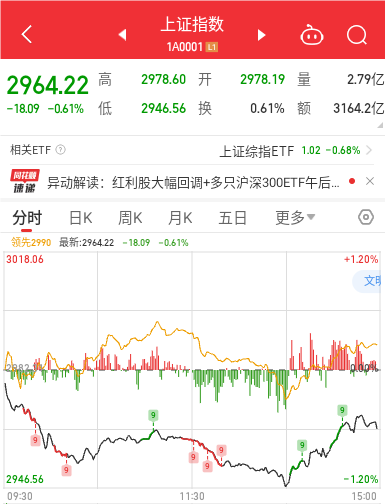 上证指数
1A0001 L1
2964.22 高 2978.60 开 2978.19 量 2.79亿
-18.09 -0.61% 低 2946.56 换 0.61% 额 3164.2亿
相关ETF ? 上证综指ETF 1.02 -0.68%
同花顺 速递 异动解读：红利股大幅回调+多只沪深300ETF午后...
分时 日K 周K 月K 五日 更多
领先2990 最新:2964.22 -18.09 -0.61%
3018.06 +1.20%
文明
2982 0.00%
9 9
9 9 9 9
9 9
2946.56 -1.20%
09:30 11:30 15:00